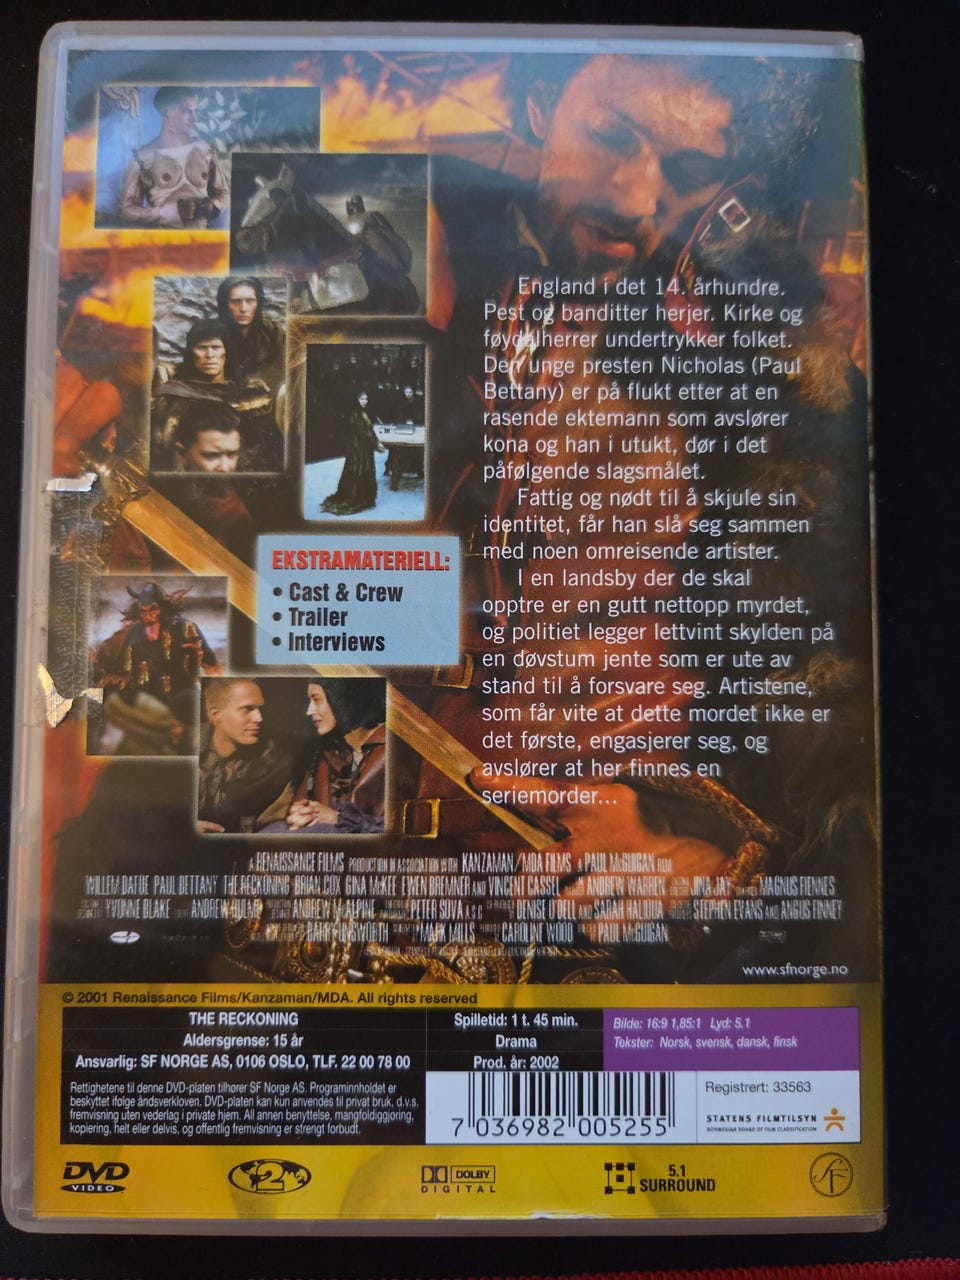 England i det 14. århundre.
Pest og banditter herjer. Kirke og
føydalherrer undertrykker folket.
Den unge presten Nicholas (Paul
Bettany) er på flukt etter at en
rasende ektemann som avslører
kona og han i utukt, dør i det
påfølgende slagsmålet.
Fattig og nødt til å skjule sin
identitet, får han slå seg sammen
med noen omreisende artister.
I en landsby der de skal
opptre er en gutt nettopp myrdet,
og politiet legger lettvint skylden på
en døvstum jente som er ute av
stand til å forsvare seg. Artistene,
som får vite at dette mordet ikke er
det første, engasjerer seg, og
avslører at her finnes en
seriemorder...
EKSTRAMATERIELL:
• Cast & Crew
• Trailer
• Interviews
A RENAISSANCE FILMS PRODUCTION IN ASSOCIATION WITH KANZAMAN/MDA FILMS A PAUL McGUIGAN FILM
WILLEM DAFOE PAUL BETTANY THE RECKONING BRIAN COX GINA McKEE EWEN BREMNER AND VINCENT CASSEL ANDREW WARREN JINA JAY MAGNUS FIENNES
YVONNE BLAKE ANDREW HULME ANDREW McALPINE PETER SOVA A.S.C. DENISE O'DELL AND SARAH HALIOUA STEPHEN EVANS AND ANGUS FINNEY
BARRY UNSWORTH MARK MILLS CAROLINE WOOD PAUL McGUIGAN
www.sfnorge.no
© 2001 Renaissance Films/Kanzaman/MDA. All rights reserved
THE RECKONING
Aldersgrense: 15 år
Ansvarlig: SF NORGE AS, 0106 OSLO, TLF. 22 00 78 00
Spilletid: 1 t. 45 min.
Drama
Prod. år: 2002
Bilde: 16:9 1,85:1 Lyd: 5.1
Tekster: Norsk, svensk, dansk, finsk
Rettighetene til denne DVD-platen tilhører SF Norge AS. Programinnholdet er
beskyttet ifølge åndsverkloven. DVD-platen kan kun anvendes til privat bruk, d.v.s.
fremvisning uten vederlag i private hjem. All annen benyttelse, mangfoldiggjøring,
kopiering, helt eller delvis, og offentlig fremvisning er strengt forbudt.
7 036982 005255
Registrert: 33563
STATENS FILMTILSYN
NORWEGIAN BOARD OF FILM CLASSIFICATION
DVD
VIDEO
2
DOLBY
DIGITAL
5.1
SURROUND
SF